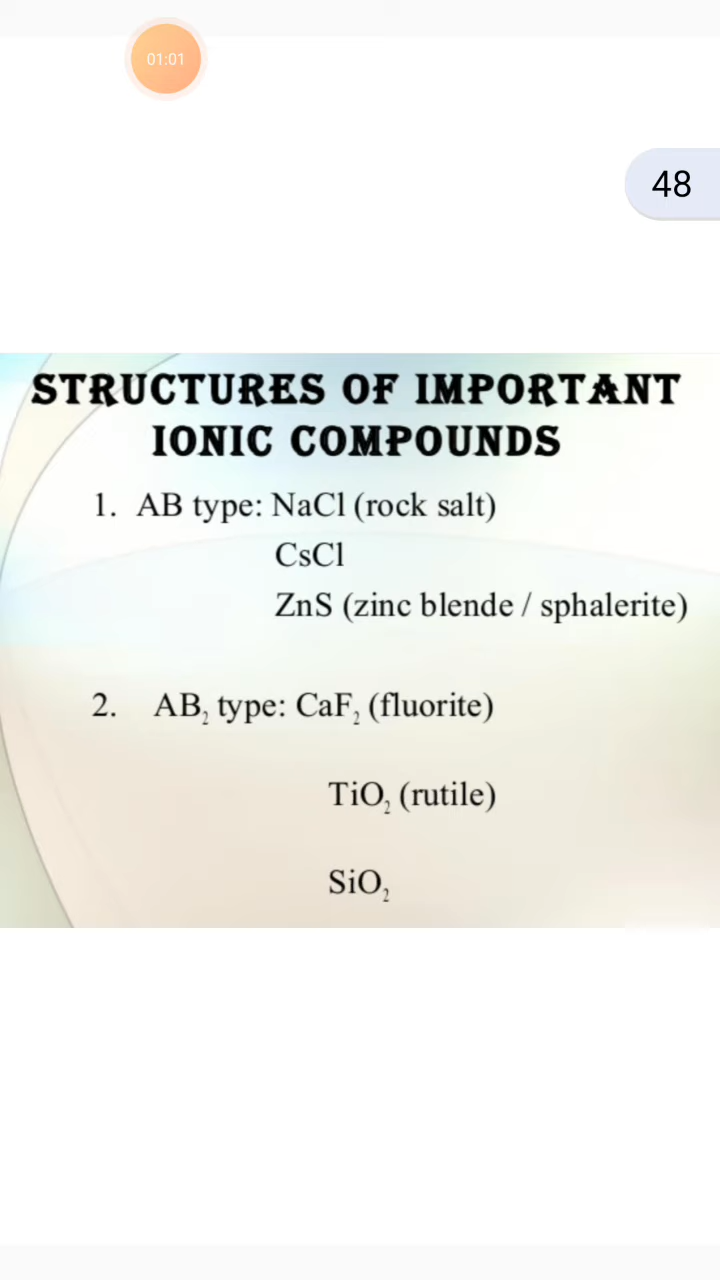 01:01
48
STRUCTURES OF IMPORTANT
IONIC COMPOUNDS
1. AB type: NaCl (rock salt)
CsCl
ZnS (zinc blende / sphalerite)
2. AB₂ type: CaF₂ (fluorite)
TiO₂ (rutile)
SiO₂